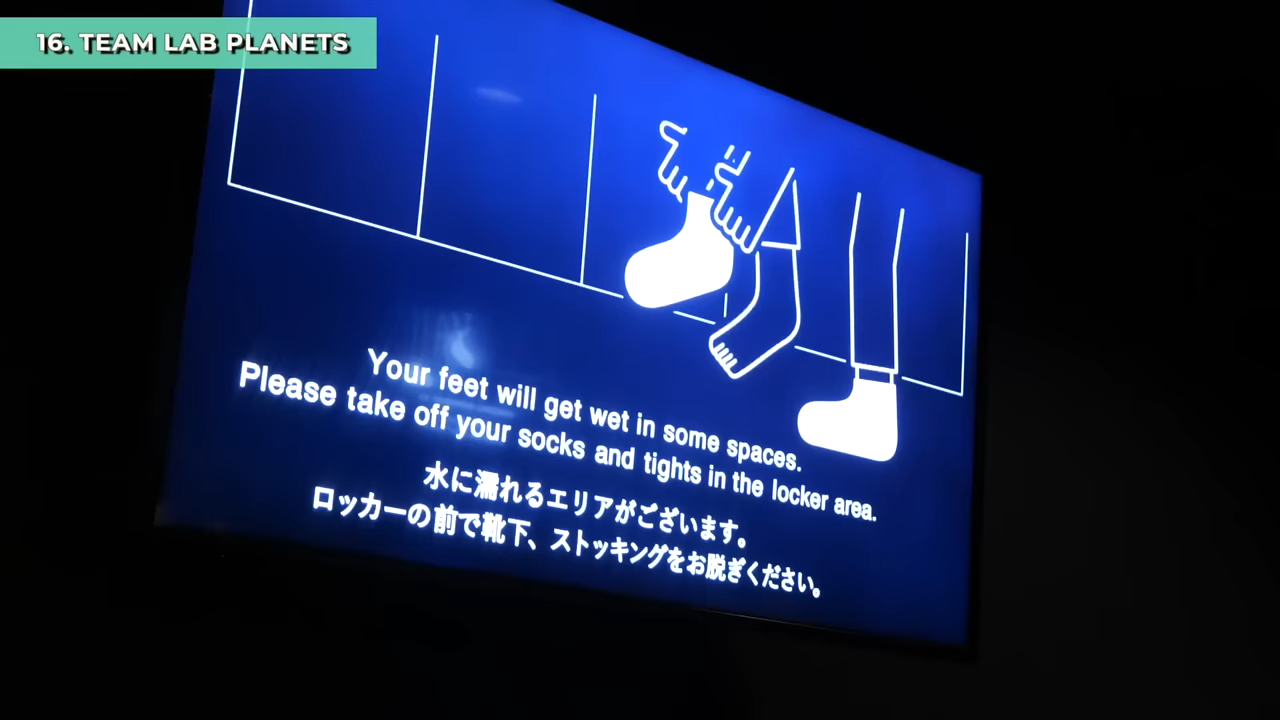 16. TEAM LAB PLANETS
Your feet will get wet in some spaces.
Please take off your socks and tights in the locker area.
水に濡れるエリアがございます。
ロッカーの前で靴下、ストッキングをお脱ぎください。